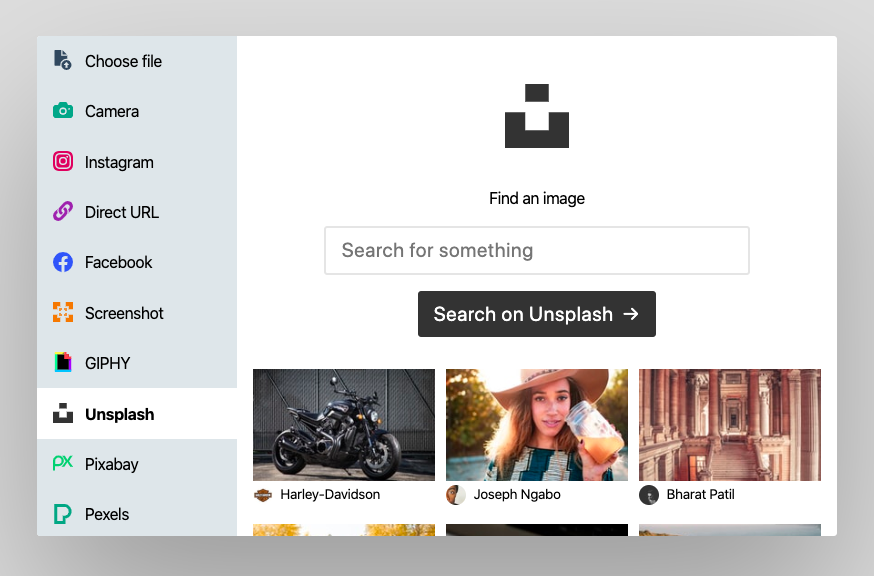 Choose file
Camera
Instagram
Direct URL
Facebook
Screenshot
GIPHY
Unsplash
Pixabay
Pexels
Find an image
Search for something
Search on Unsplash →
Harley-Davidson
Joseph Ngabo
Bharat Patil